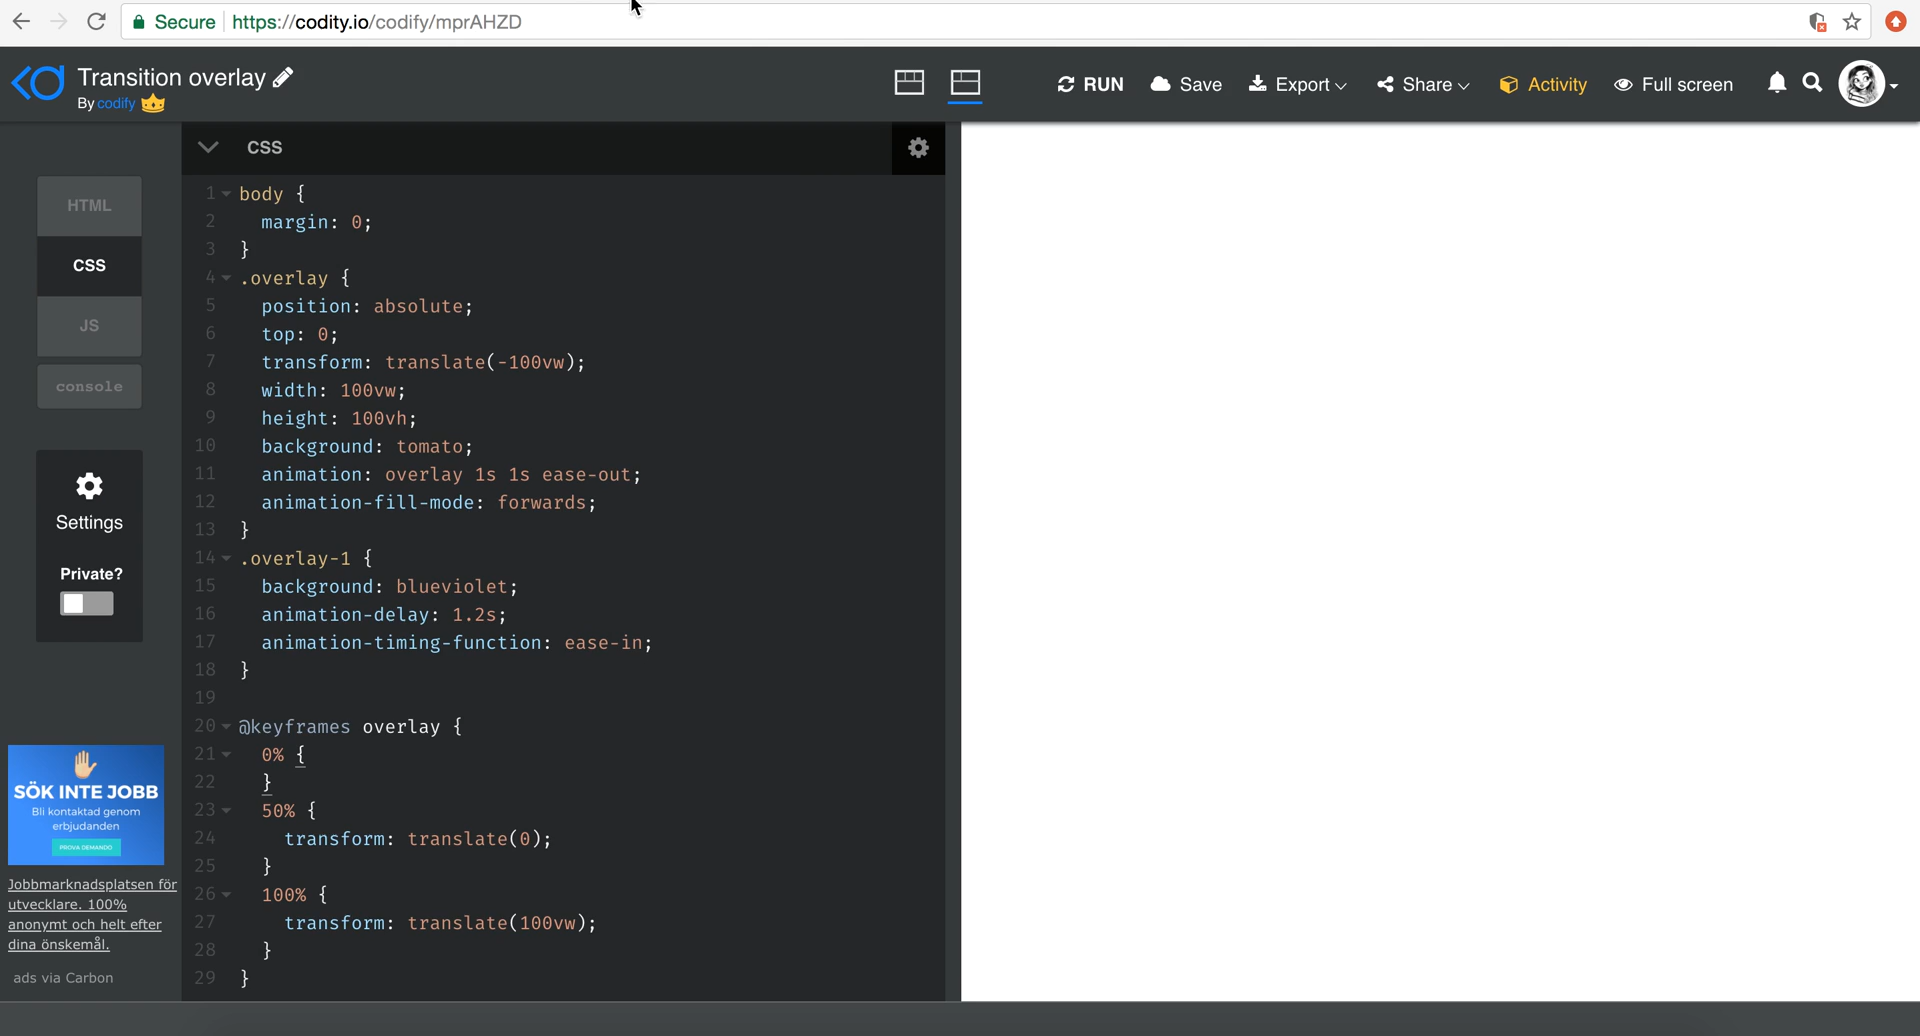 Secure https://codity.io/codify/mprAHZD
Transition overlay
By codify
RUN Save Export Share Activity Full screen
CSS
HTML
CSS
JS
console
Settings
Private?
1 body {
2 margin: 0;
3 }
4 .overlay {
5 position: absolute;
6 top: 0;
7 transform: translate(-100vw);
8 width: 100vw;
9 height: 100vh;
10 background: tomato;
11 animation: overlay 1s 1s ease-out;
12 animation-fill-mode: forwards;
13 }
14 .overlay-1 {
15 background: blueviolet;
16 animation-delay: 1.2s;
17 animation-timing-function: ease-in;
18 }
19
20 @keyframes overlay {
21 0% {
22 }
23 50% {
24 transform: translate(0);
25 }
26 100% {
27 transform: translate(100vw);
28 }
29 }
SÖK INTE JOBB
Bli kontaktad genom
erbjudanden
PROVA DEMANDO
Jobbmarknadsplatsen för
utvecklare. 100%
anonymt och helt efter
dina önskemål.
ads via Carbon